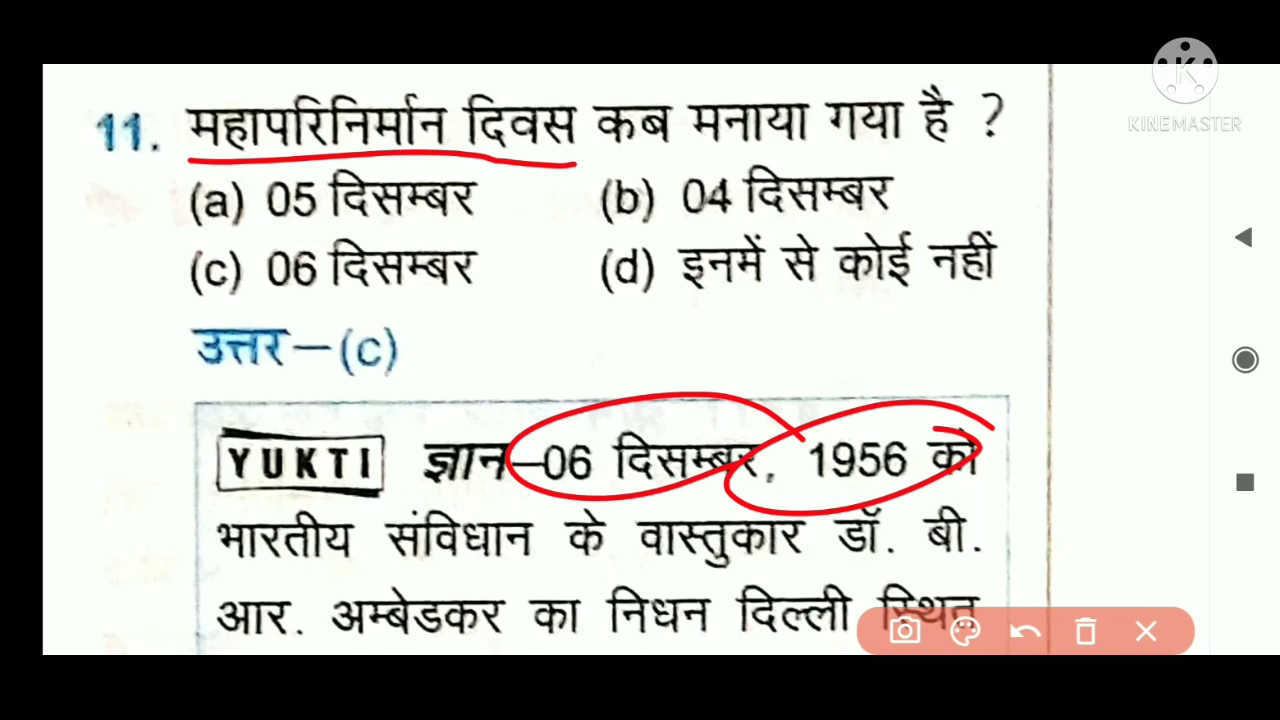 KINEMASTER
11. महापरिनिर्मान दिवस कब मनाया गया है ?
(a) 05 दिसम्बर (b) 04 दिसम्बर
(c) 06 दिसम्बर (d) इनमें से कोई नहीं
उत्तर–(c)
YUKTI ज्ञान–06 दिसम्बर, 1956 को
भारतीय संविधान के वास्तुकार डॉ. बी.
आर. अम्बेडकर का निधन दिल्ली स्थित